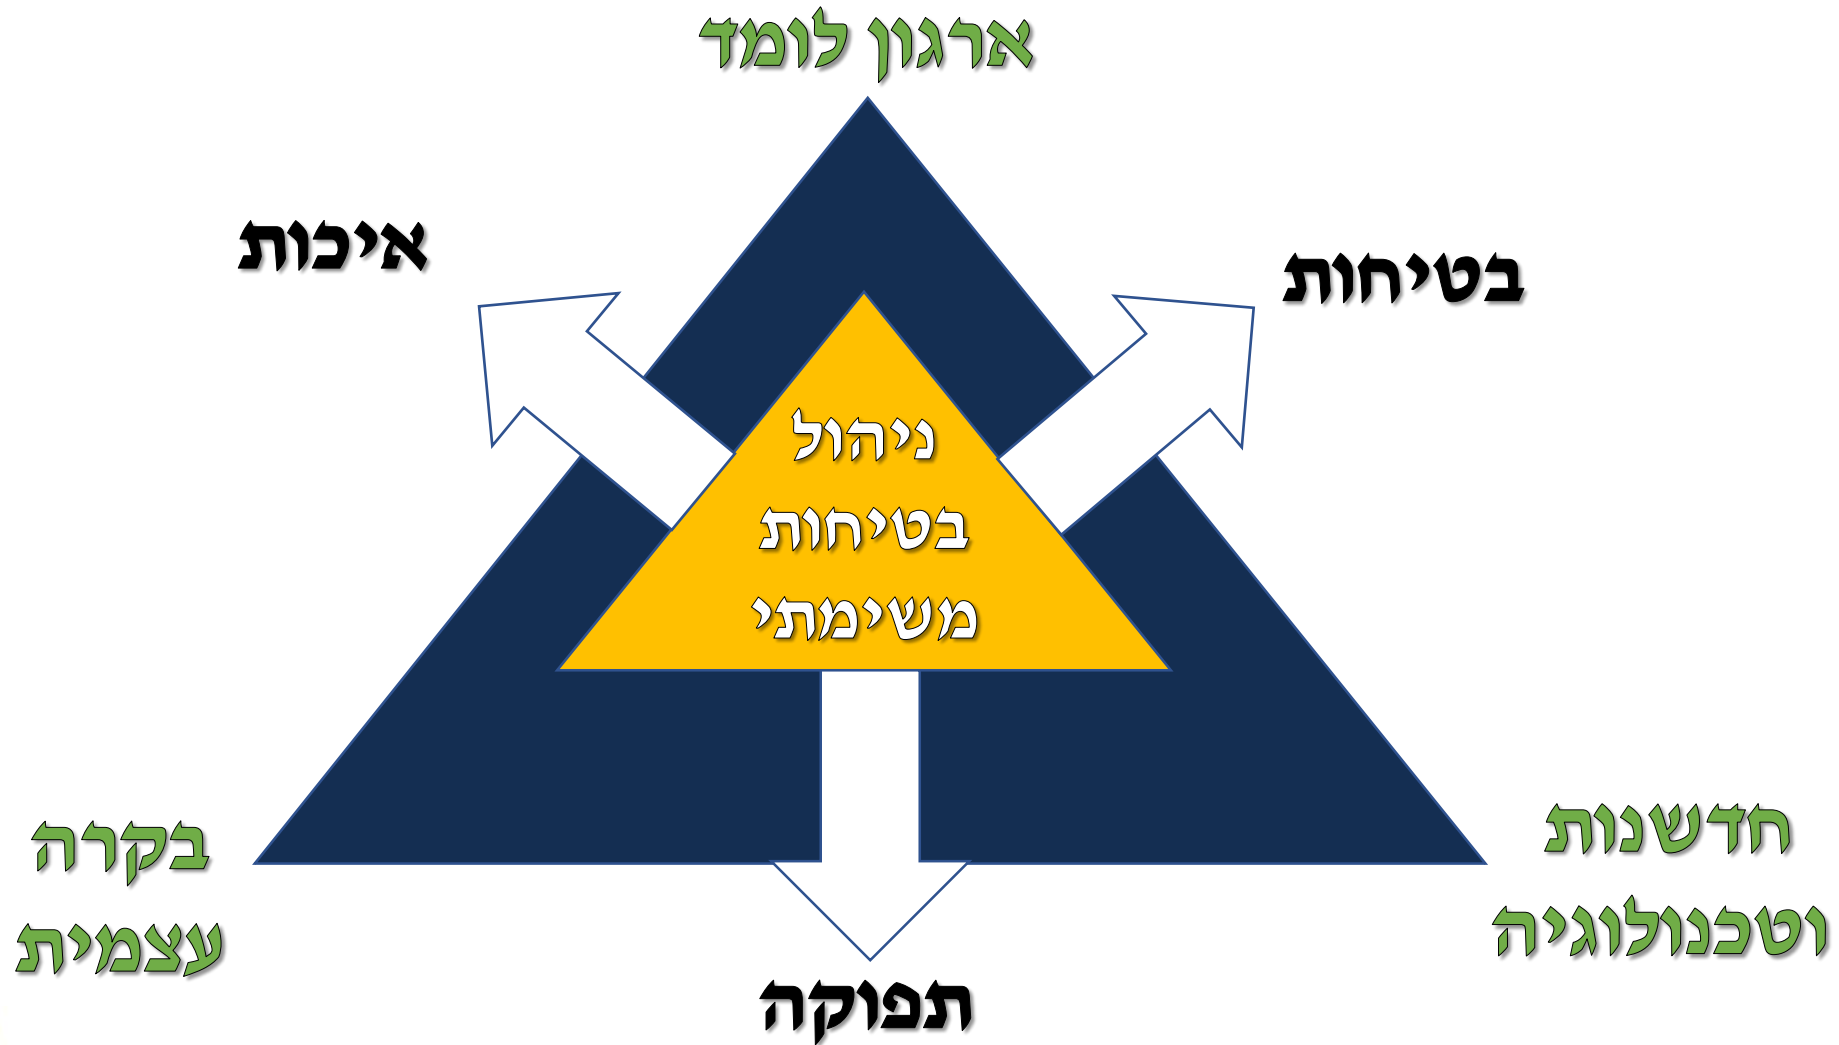 ארגון לומד
איכות
בטיחות
ניהול
בטיחות
משימתי
בקרה
עצמית
חדשנות
וטכנולוגיה
תפוקה